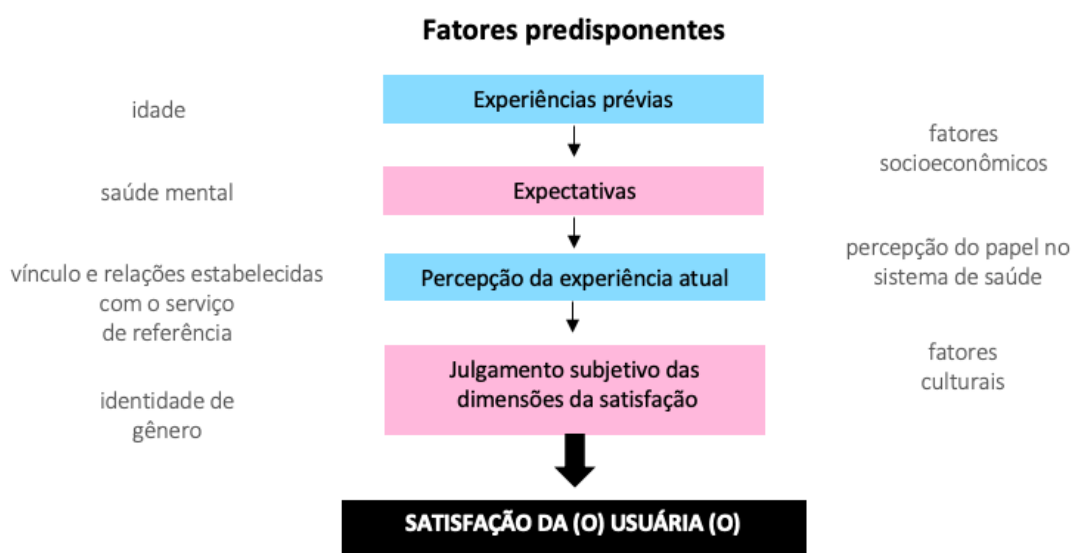 Fatores predisponentes
idade
saúde mental
vínculo e relações estabelecidas
com o serviço
de referência
identidade de
gênero
Experiências prévias
Expectativas
Percepção da experiência atual
Julgamento subjetivo das
dimensões da satisfação
SATISFAÇÃO DA (O) USUÁRIA (O)
fatores
socioeconômicos
percepção do papel no
sistema de saúde
fatores
culturais